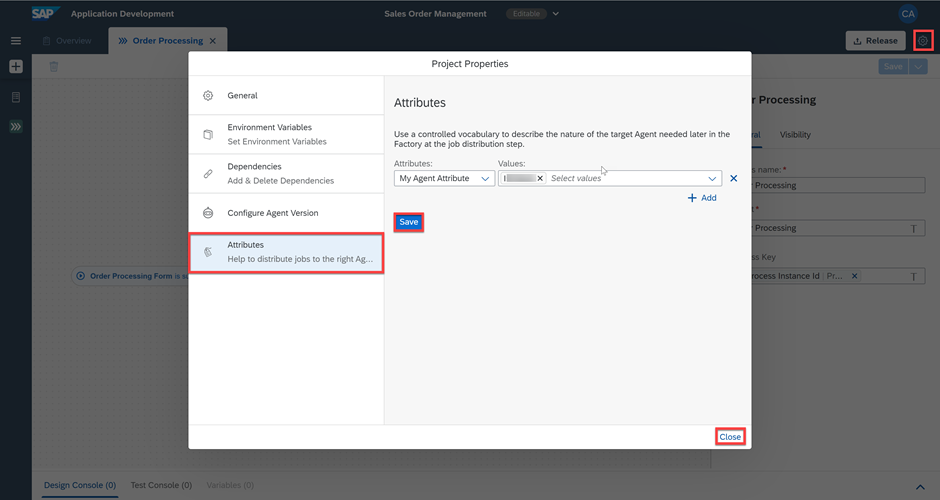 SAP Application Development
Sales Order Management Editable
CA
Overview
Order Processing
Release
Save
Project Properties
General
Environment Variables
Set Environment Variables
Dependencies
Add & Delete Dependencies
Configure Agent Version
Attributes
Help to distribute jobs to the right Ag...
Attributes
Use a controlled vocabulary to describe the nature of the target Agent needed later in the
Factory at the job distribution step.
Attributes: Values:
My Agent Attribute I Select values
Add
Save
Close
r Processing
al Visibility
s name: *
r Processing
*
r Processing
T
ss Key
rocess Instance Id Pr...
T
Order Processing Form is s
Design Console (0) Test Console (0) Variables (0)